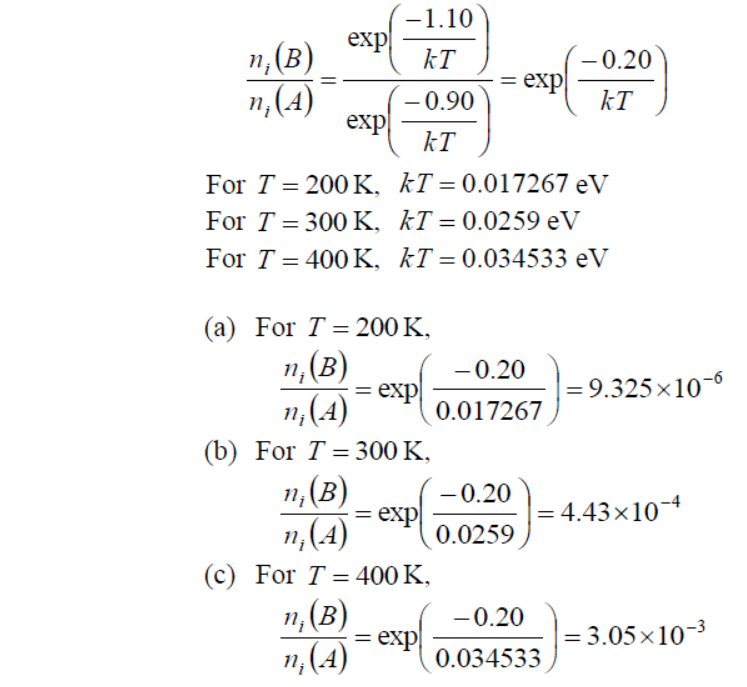 n_i(B)/n_i(A) = exp(−1.10/kT)/exp(−0.90/kT) = exp(−0.20/kT)
For T = 200 K, kT = 0.017267 eV
For T = 300 K, kT = 0.0259 eV
For T = 400 K, kT = 0.034533 eV
(a) For T = 200 K,
n_i(B)/n_i(A) = exp(−0.20/0.017267) = 9.325×10^−6
(b) For T = 300 K,
n_i(B)/n_i(A) = exp(−0.20/0.0259) = 4.43×10^−4
(c) For T = 400 K,
n_i(B)/n_i(A) = exp(−0.20/0.034533) = 3.05×10^−3